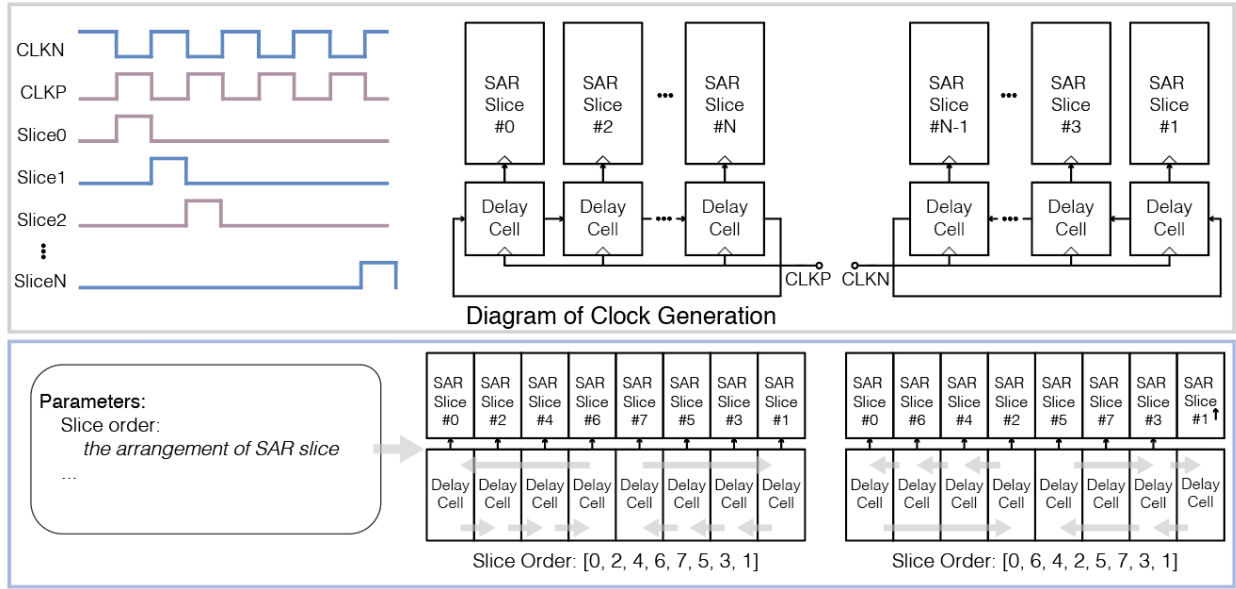 CLKN
CLKP
Slice0
Slice1
Slice2
SliceN
SAR
Slice
#0
SAR
Slice
#2
SAR
Slice
#N
SAR
Slice
#N-1
SAR
Slice
#3
SAR
Slice
#1
Delay
Cell
Delay
Cell
Delay
Cell
Delay
Cell
Delay
Cell
Delay
Cell
CLKP
CLKN
Diagram of Clock Generation
Parameters:
Slice order:
the arrangement of SAR slice
...
SAR
Slice
#0
SAR
Slice
#2
SAR
Slice
#4
SAR
Slice
#6
SAR
Slice
#7
SAR
Slice
#5
SAR
Slice
#3
SAR
Slice
#1
Delay
Cell
Delay
Cell
Delay
Cell
Delay
Cell
Delay
Cell
Delay
Cell
Delay
Cell
Delay
Cell
Slice Order: [0, 2, 4, 6, 7, 5, 3, 1]
SAR
Slice
#0
SAR
Slice
#6
SAR
Slice
#4
SAR
Slice
#2
SAR
Slice
#5
SAR
Slice
#7
SAR
Slice
#3
SAR
Slice
#1
Delay
Cell
Delay
Cell
Delay
Cell
Delay
Cell
Delay
Cell
Delay
Cell
Delay
Cell
Delay
Cell
Slice Order: [0, 6, 4, 2, 5, 7, 3, 1]